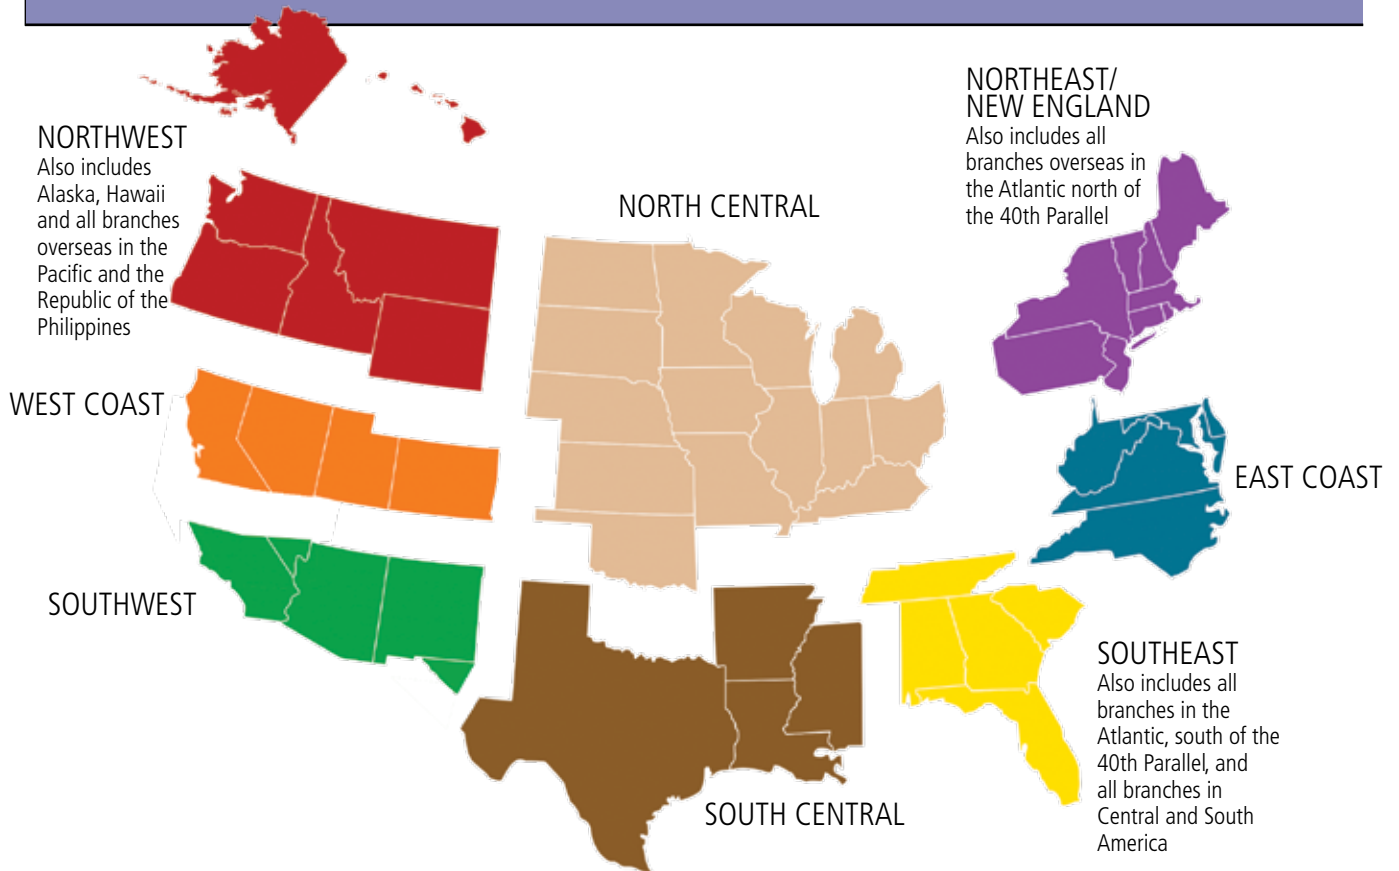 NORTHWEST
Also includes
Alaska, Hawaii
and all branches
overseas in the
Pacific and the
Republic of the
Philippines
NORTH CENTRAL
NORTHEAST/
NEW ENGLAND
Also includes all
branches overseas in
the Atlantic north of
the 40th Parallel
WEST COAST
EAST COAST
SOUTHWEST
SOUTH CENTRAL
SOUTHEAST
Also includes all
branches in the
Atlantic, south of the
40th Parallel, and
all branches in
Central and South
America